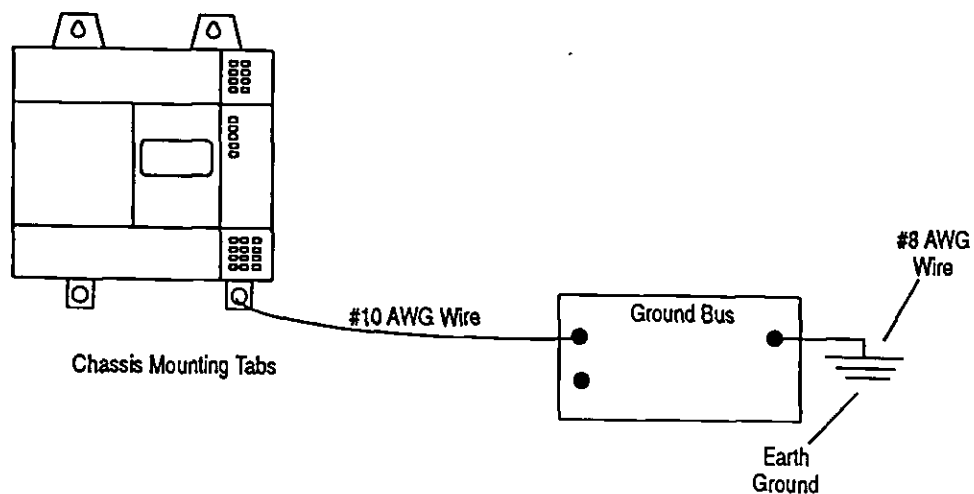 #8 AWG
Wire
#10 AWG Wire
Ground Bus
Chassis Mounting Tabs
Earth
Ground